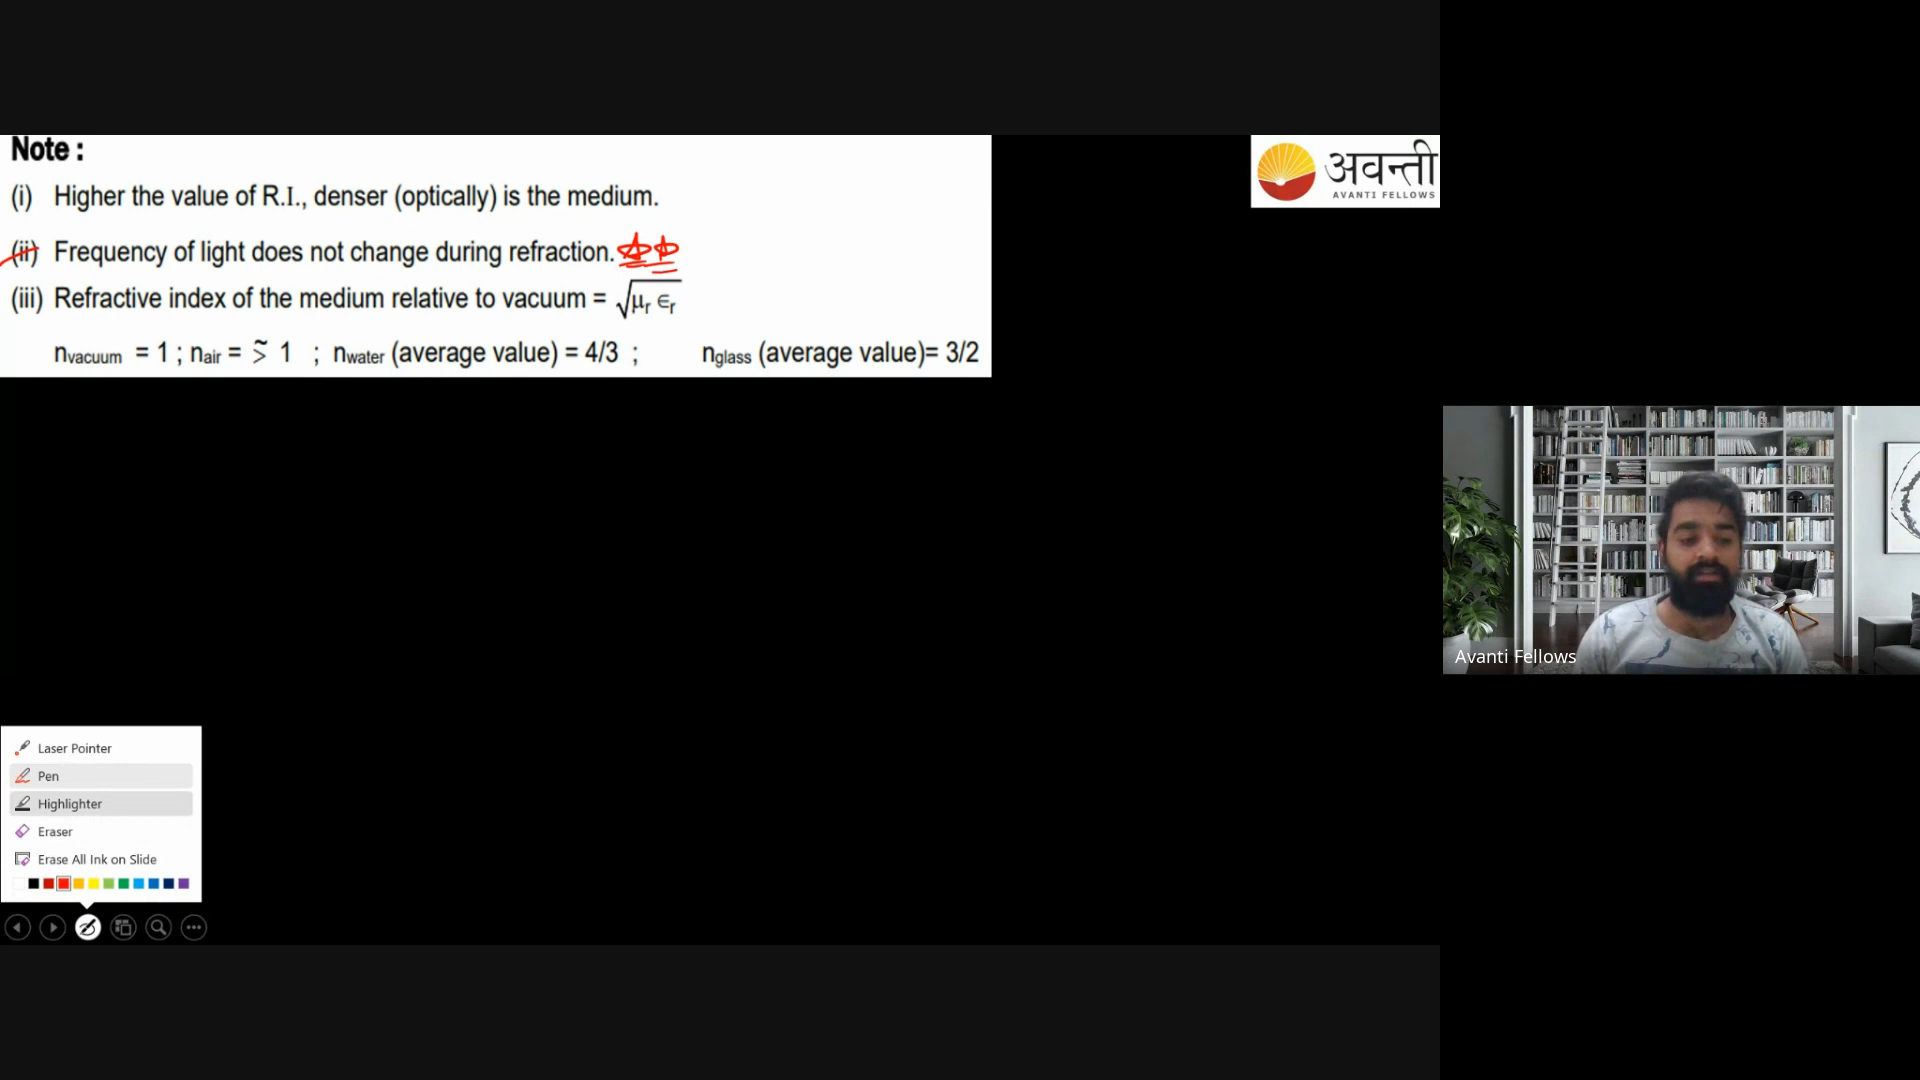 Note :
(i) Higher the value of R.I., denser (optically) is the medium.
(ii) Frequency of light does not change during refraction.
(iii) Refractive index of the medium relative to vacuum = √μr ∈r
nvacuum = 1 ; nair = ≳ 1 ; nwater (average value) = 4/3 ; nglass (average value)= 3/2
अवन्ती
AVANTI FELLOWS
Avanti Fellows
Laser Pointer
Pen
Highlighter
Eraser
Erase All Ink on Slide